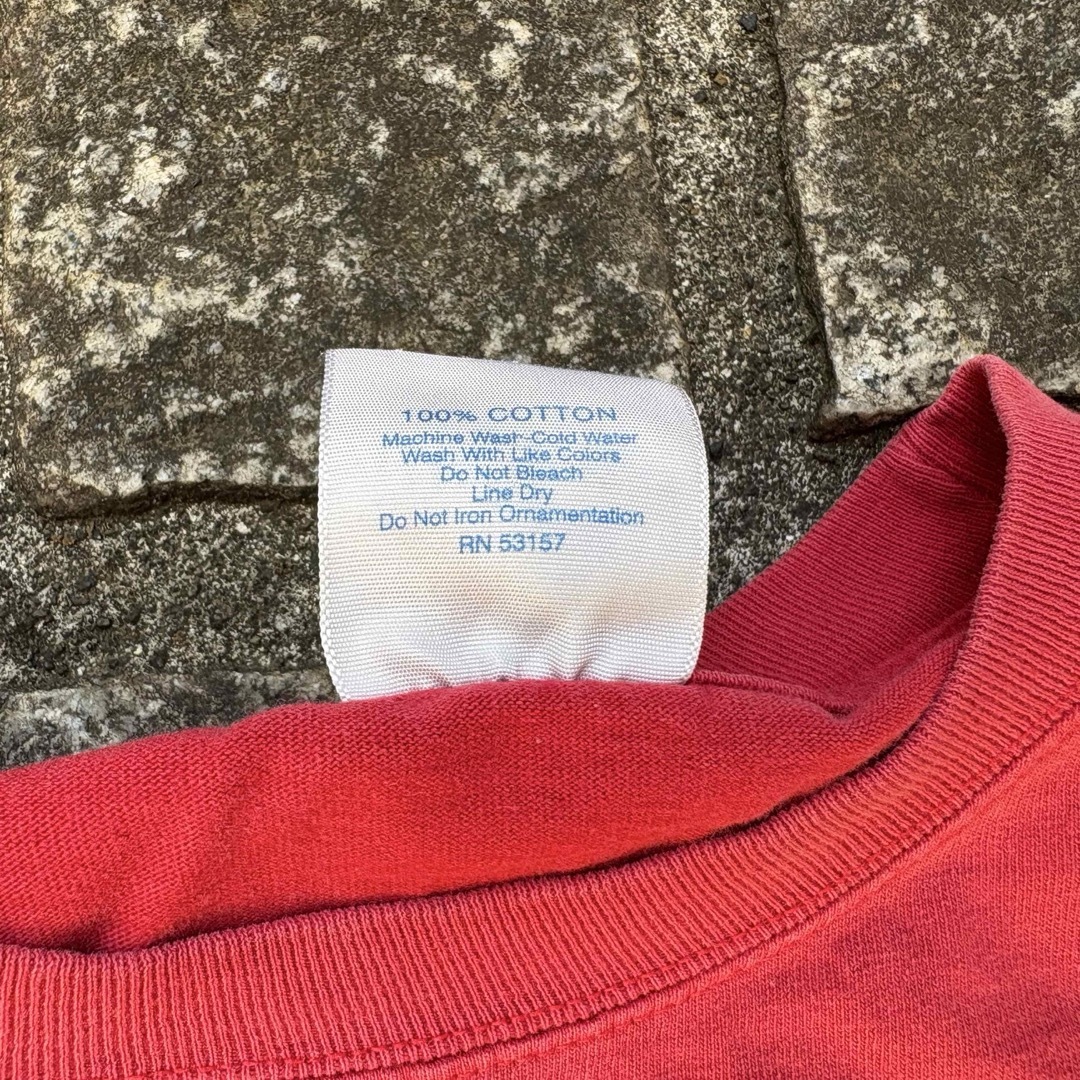 100% COTTON
Machine Wash-Cold Water
Wash With Like Colors
Do Not Bleach
Line Dry
Do Not Iron Ornamentation
RN 53157